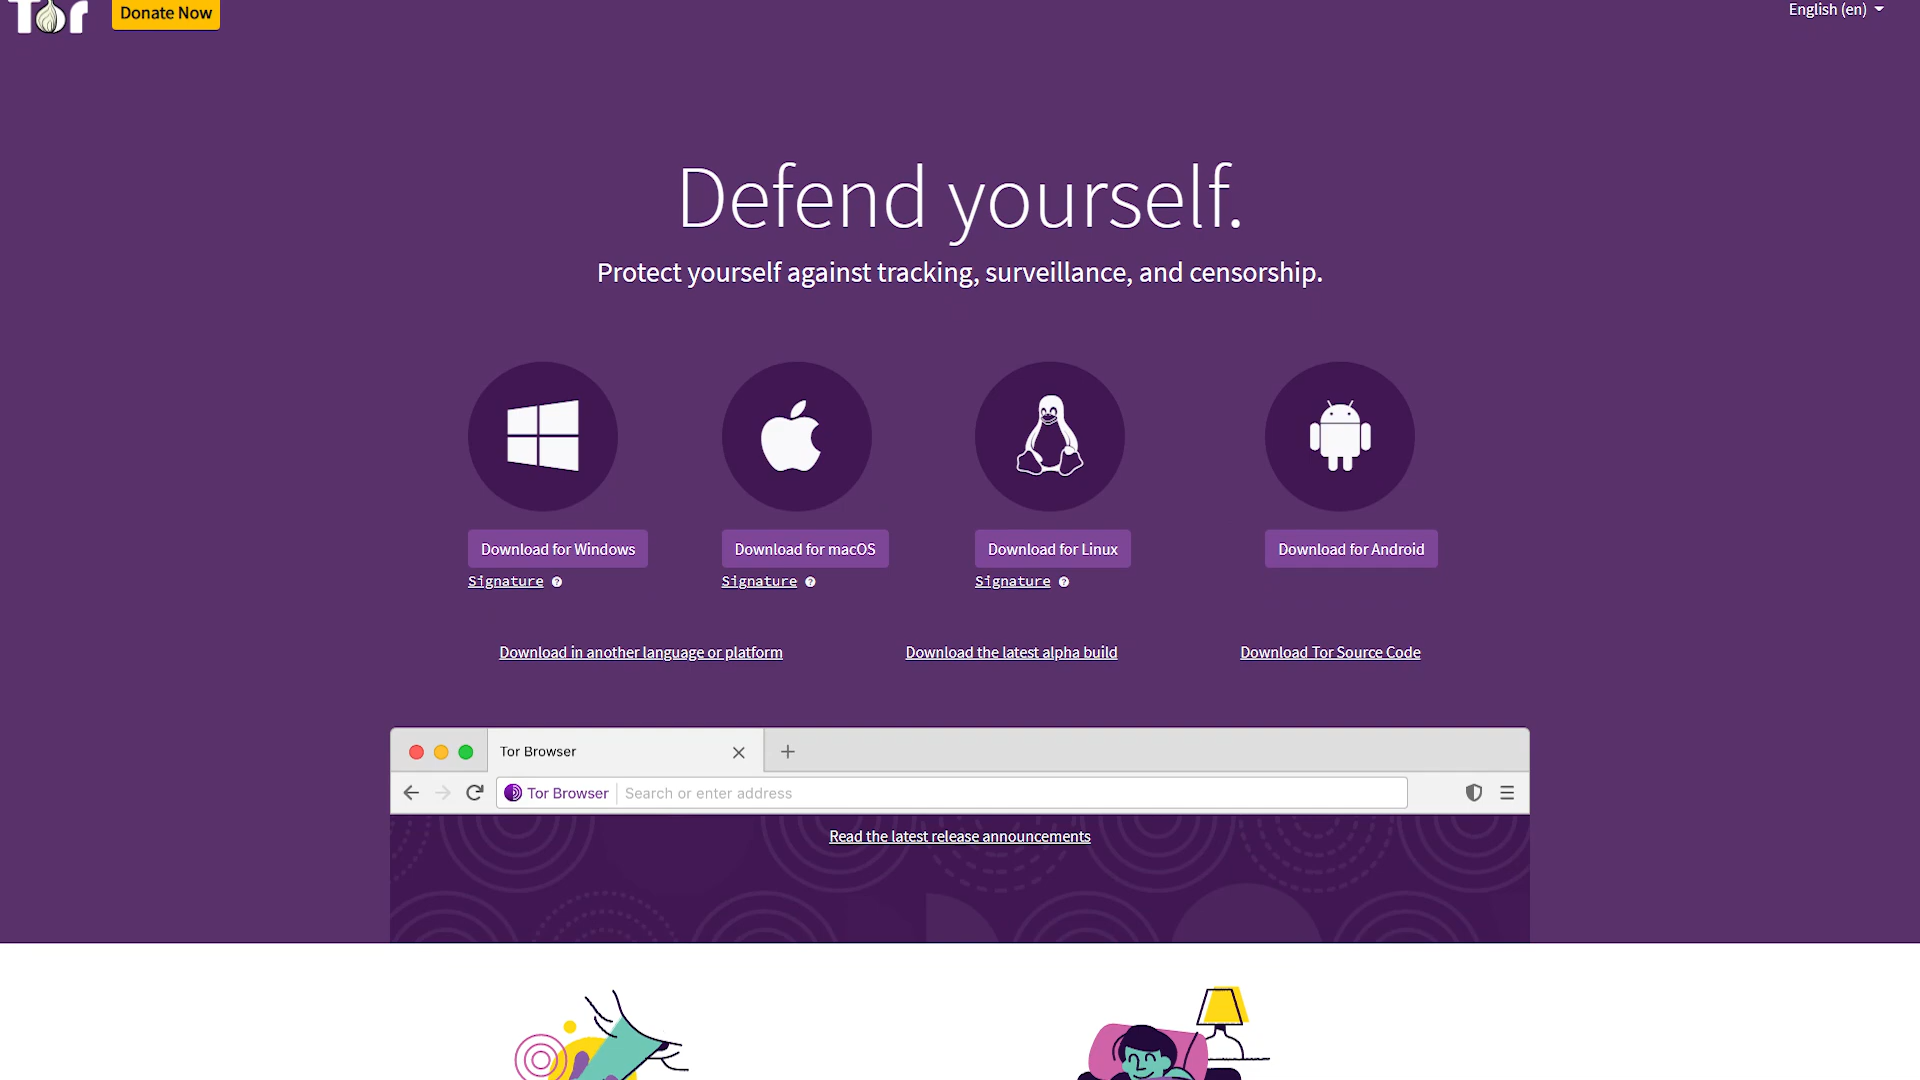 Tor
Donate Now
English (en)
Defend yourself.
Protect yourself against tracking, surveillance, and censorship.
Download for Windows
Download for macOS
Download for Linux
Download for Android
Signature ?
Signature ?
Signature ?
Download in another language or platform
Download the latest alpha build
Download Tor Source Code
Tor Browser
Tor Browser
Search or enter address
Read the latest release announcements